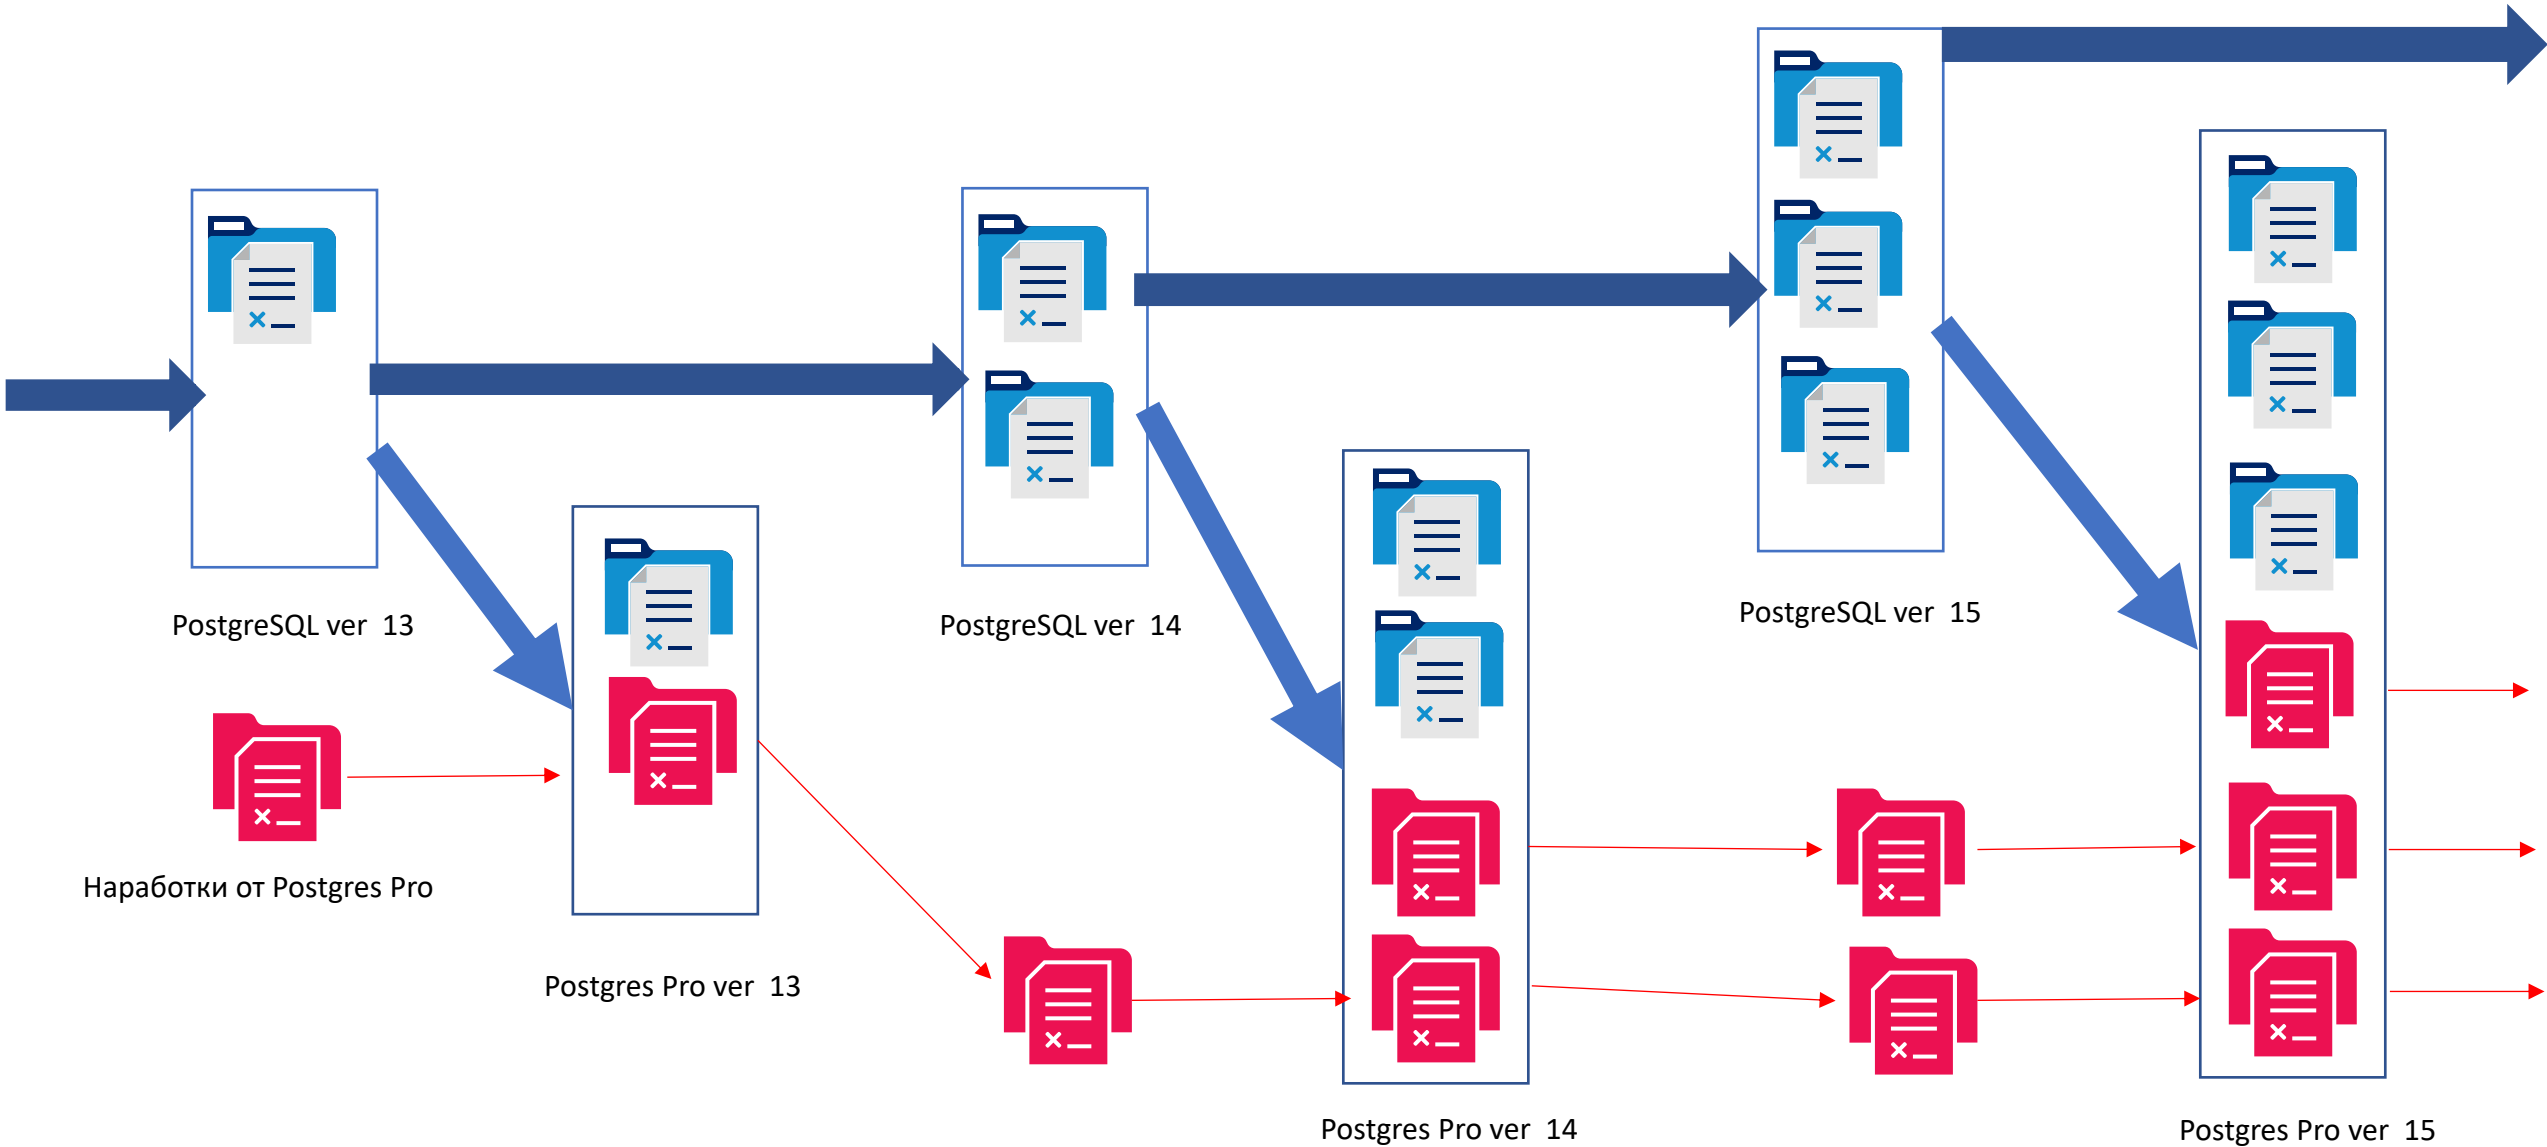 PostgreSQL ver 13
PostgreSQL ver 14
PostgreSQL ver 15
Наработки от Postgres Pro
Postgres Pro ver 13
Postgres Pro ver 14
Postgres Pro ver 15